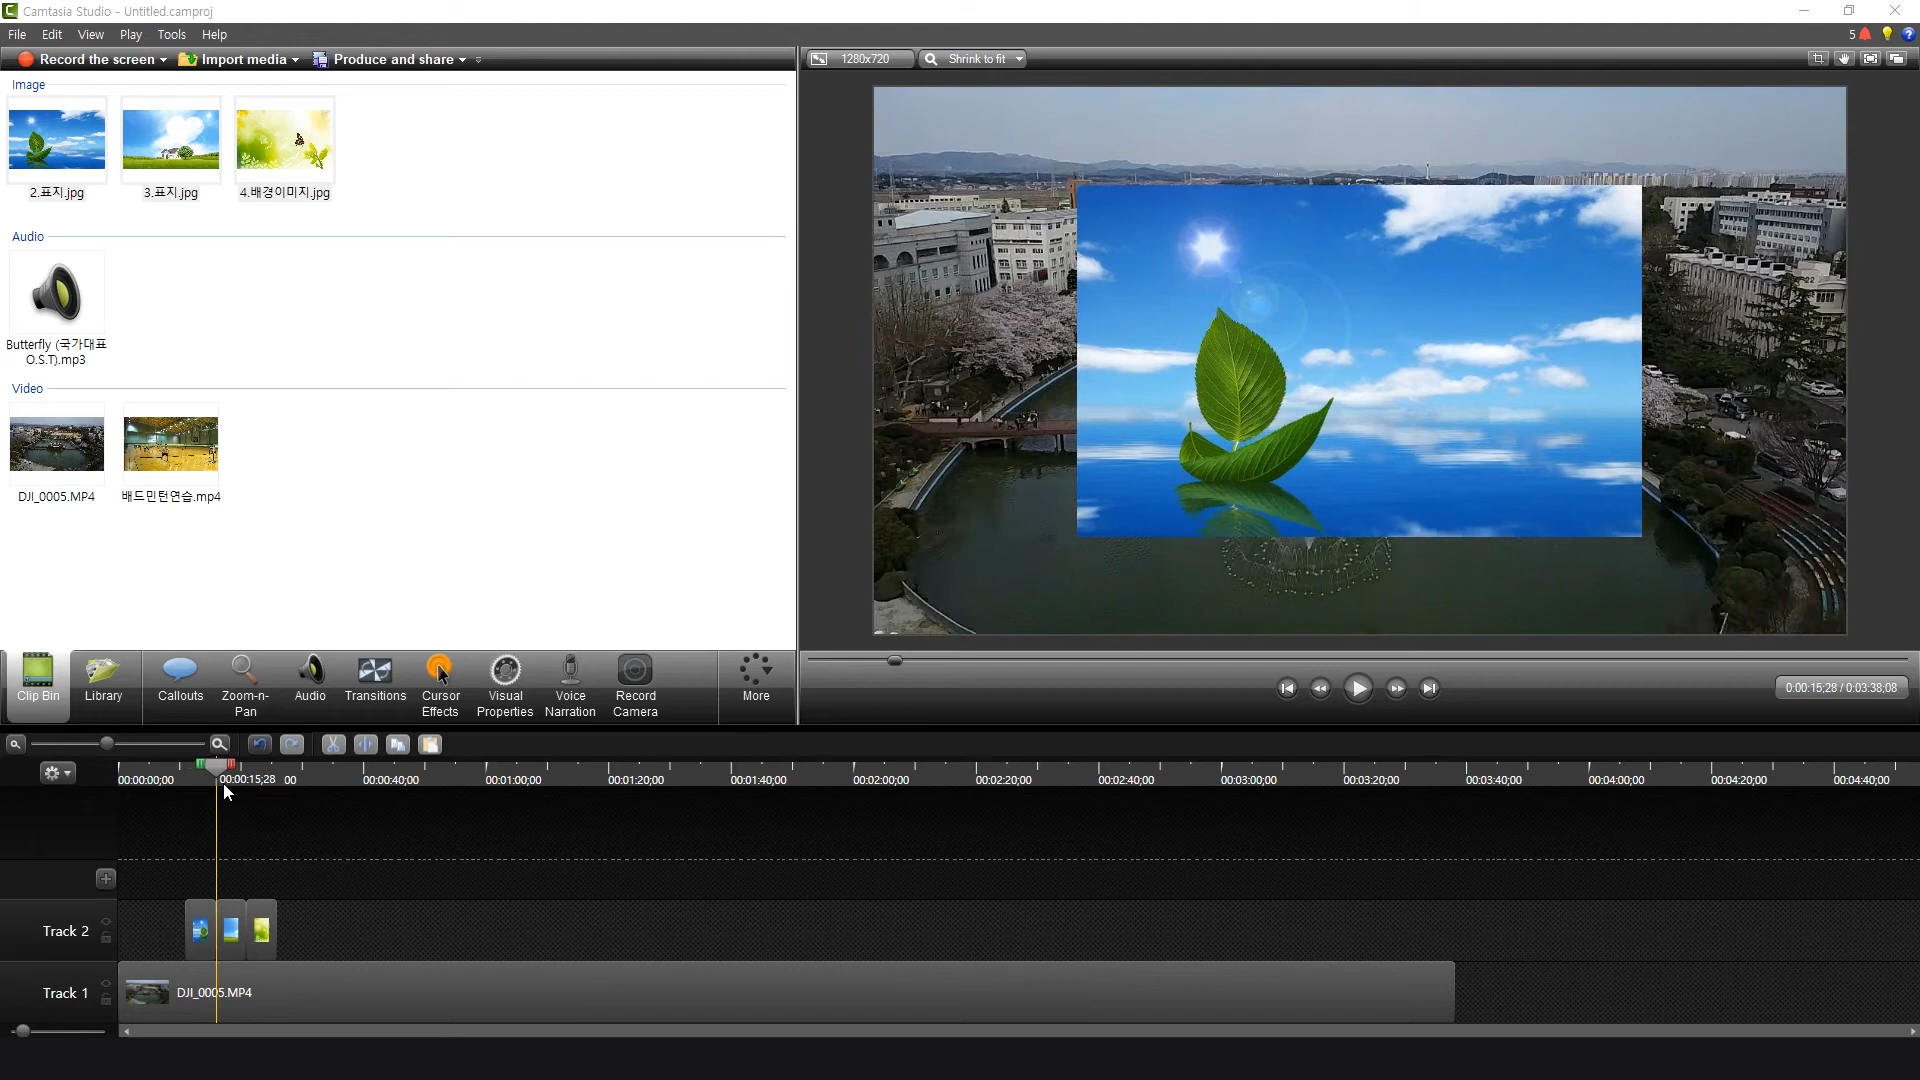 Camtasia Studio - Untitled.camproj
File Edit View Play Tools Help
5
Record the screen Import media Produce and share
1280x720 Shrink to fit
Image
2.표지.jpg 3.표지.jpg 4.배경이미지.jpg
Audio
Butterfly (국가대표
O.S.T).mp3
Video
DJI_0005.MP4 배드민턴연습.mp4
Clip Bin Library Callouts Zoom-n-
Pan Audio Transitions Cursor
Effects Visual
Properties Voice
Narration Record
Camera More
0:00:15;28 / 0:03:38;08
00:00:00;00 00:00:15;28 00 00:00:40;00 00:01:00;00 00:01:20;00 00:01:40;00 00:02:00;00 00:02:20;00 00:02:40;00 00:03:00;00 00:03:20;00 00:03:40;00 00:04:00;00 00:04:20;00 00:04:40;00
Track 2
Track 1 DJI_0005.MP4